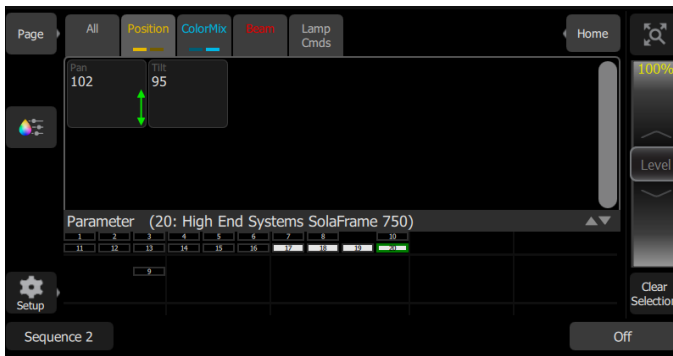 Page
All
Position
ColorMix
Beam
Lamp
Cmds
Home
Pan
102
Tilt
95
100%
Level
Parameter (20: High End Systems SolaFrame 750)
1 2 3 4 5 6 7 8 10
11 12 13 14 15 16 17 18 19 20
9
Setup
Clear
Selection
Sequence 2
Off